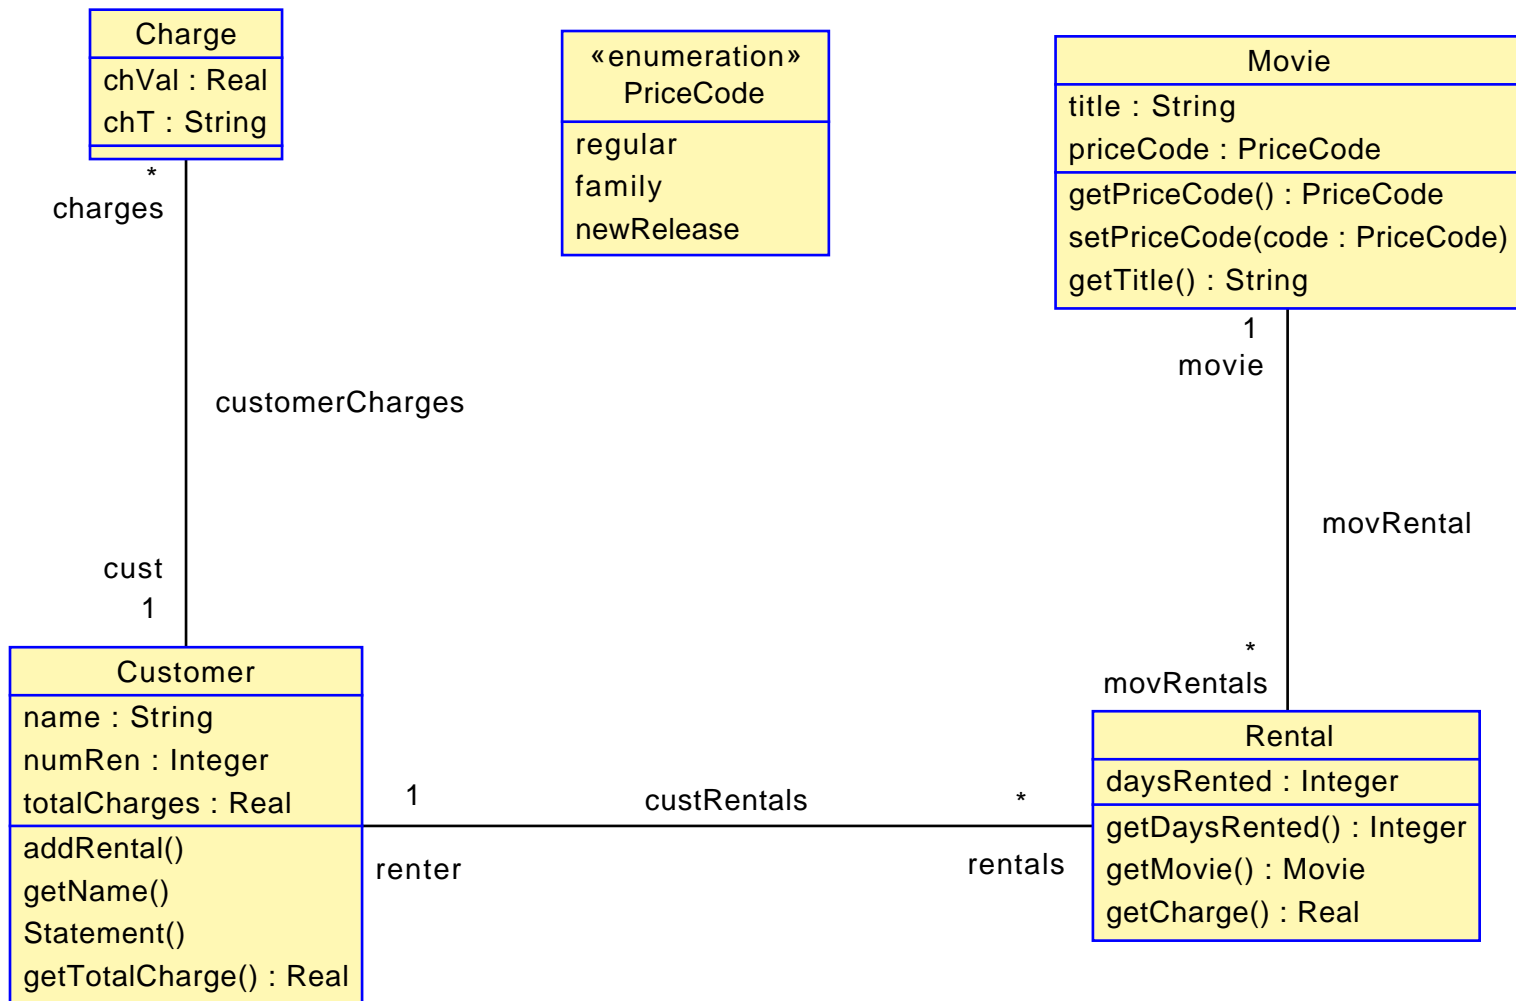 Charge
chVal : Real
chT : String
«enumeration»
PriceCode
regular
family
newRelease
Movie
title : String
priceCode : PriceCode
getPriceCode() : PriceCode
setPriceCode(code : PriceCode)
getTitle() : String
*
charges
customerCharges
cust
1
1
movie
movRental
*
movRentals
Customer
name : String
numRen : Integer
totalCharges : Real
addRental()
getName()
Statement()
getTotalCharge() : Real
1
custRentals
*
renter
rentals
Rental
daysRented : Integer
getDaysRented() : Integer
getMovie() : Movie
getCharge() : Real